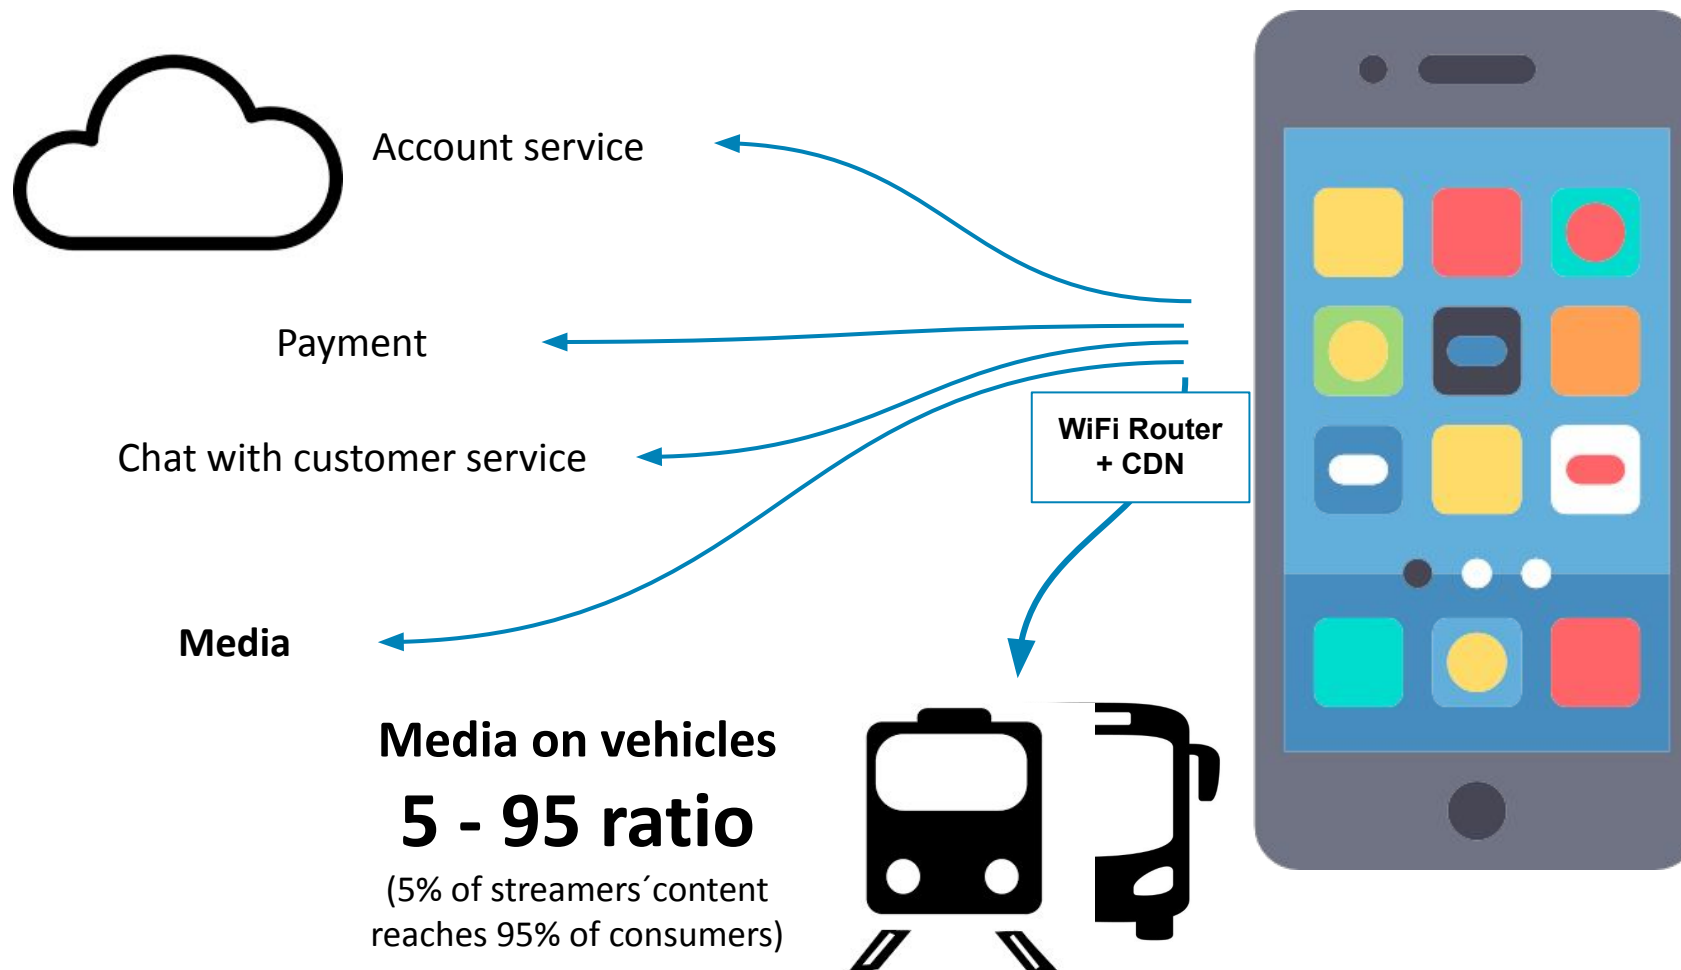 Account service
Payment
Chat with customer service
WiFi Router
+ CDN
Media
Media on vehicles
5 - 95 ratio
(5% of streamers´content
reaches 95% of consumers)